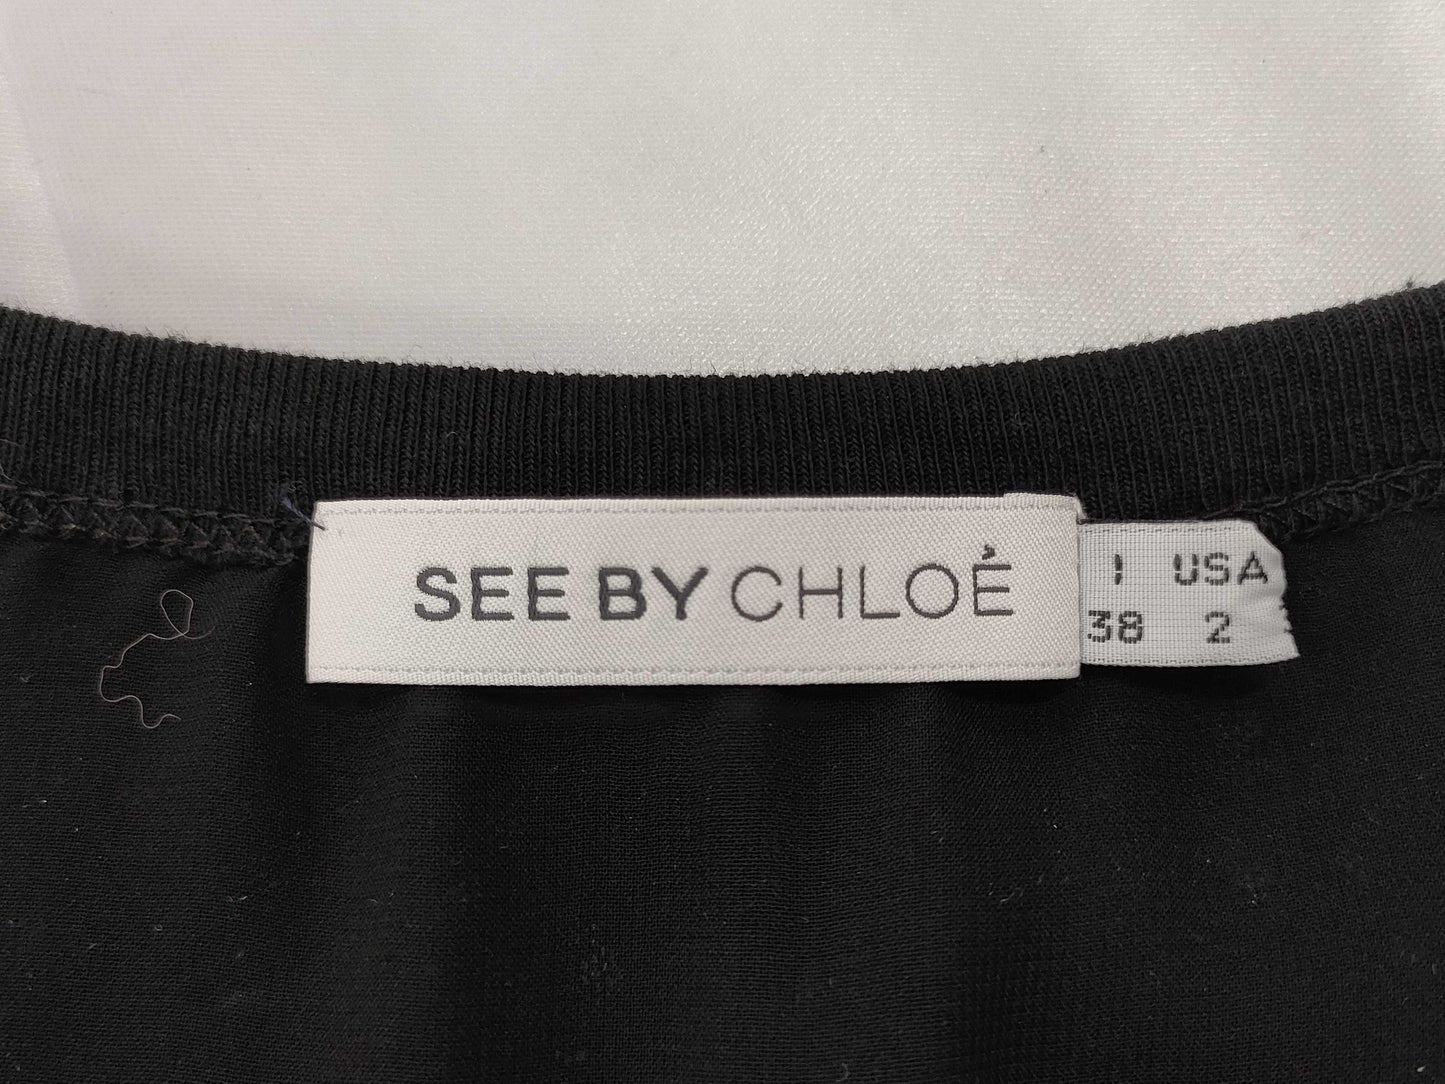 SEE BY CHLOÉ
I USA
38 2